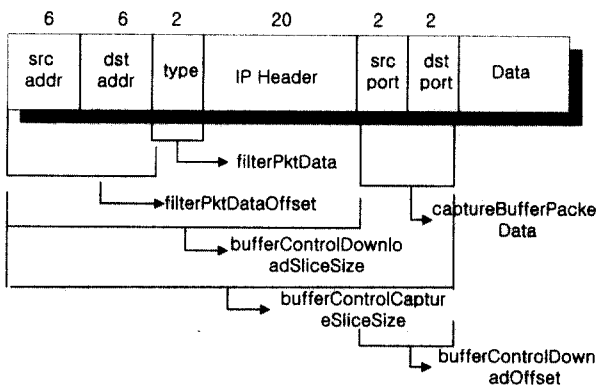 6 6 2 20 2 2
src addr
dst addr
type
IP Header
src port
dst port
Data
filterPktData
filterPktDataOffset
captureBufferPacke
Data
bufferControlDownlo
adSliceSize
bufferControlCaptur
eSliceSize
bufferControlDown
adOffset